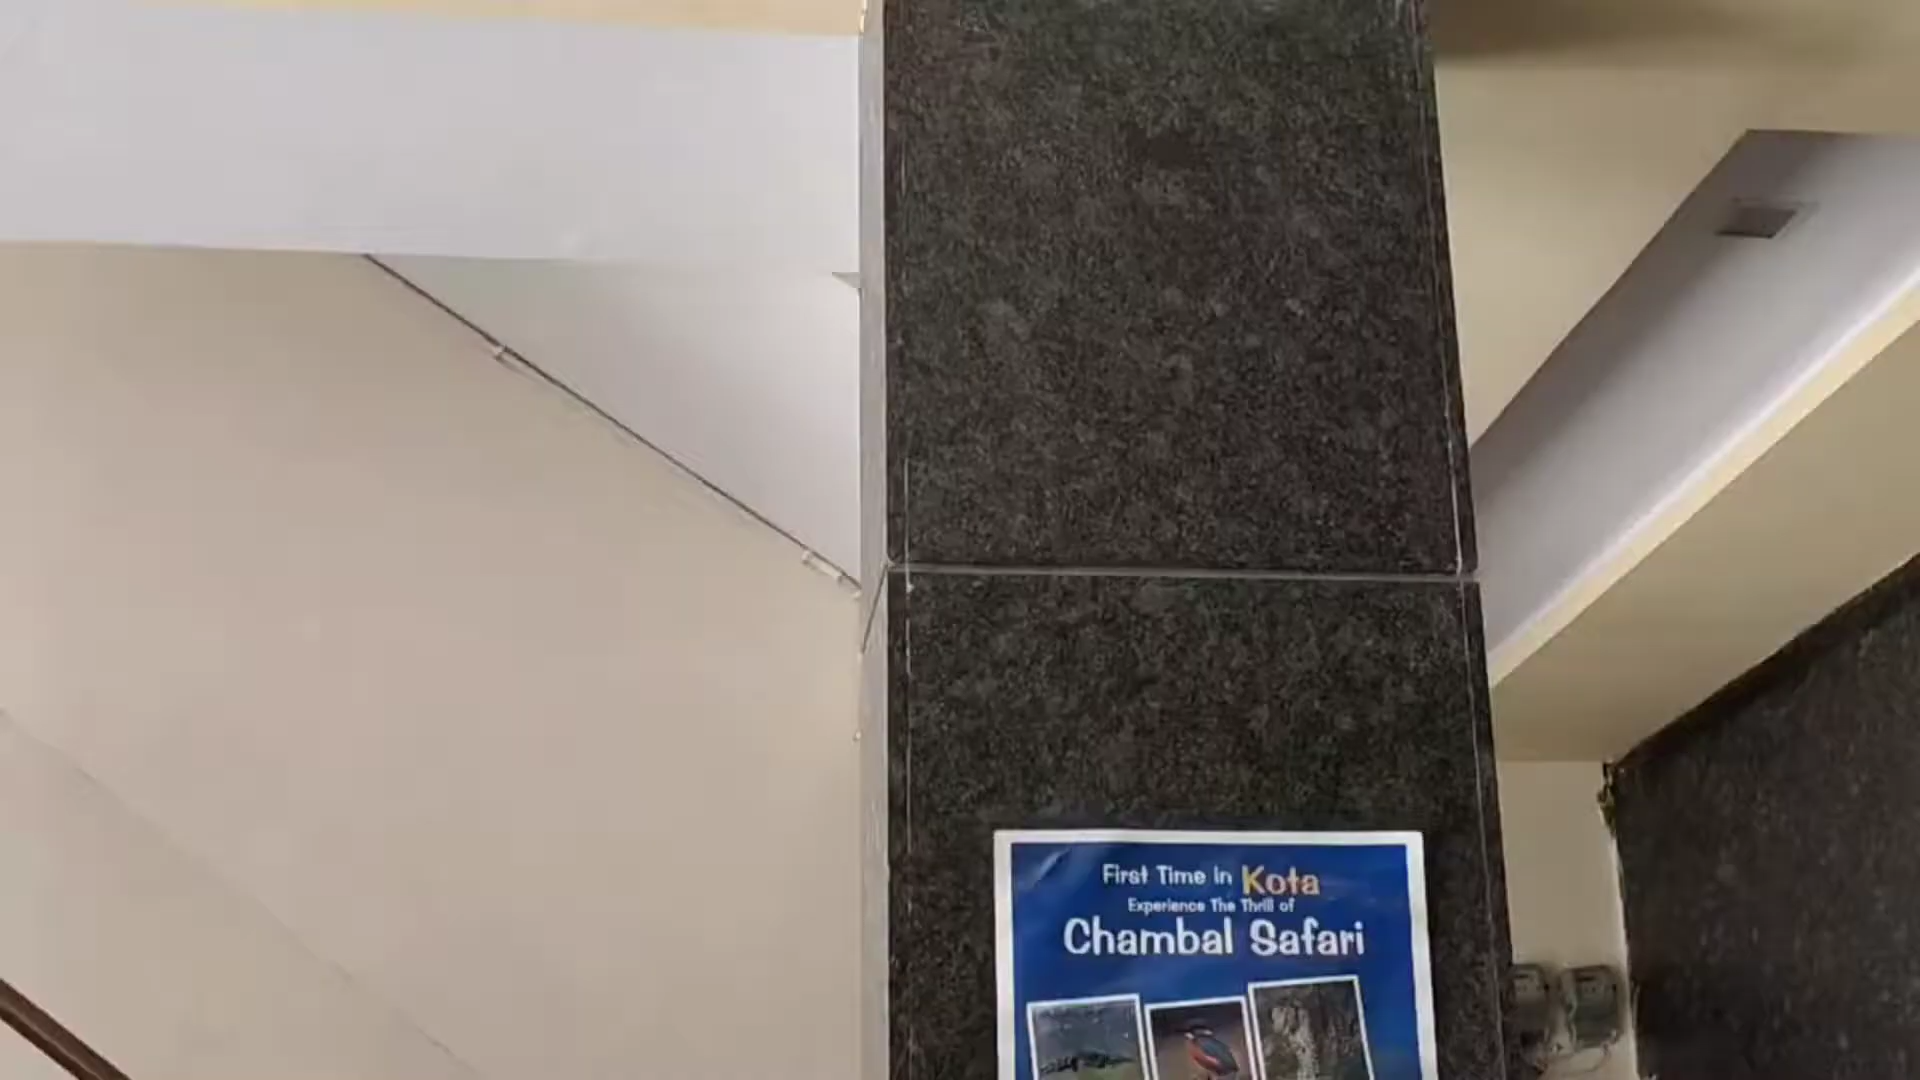 First Time in Kota
Experience The Thrill of
Chambal Safari